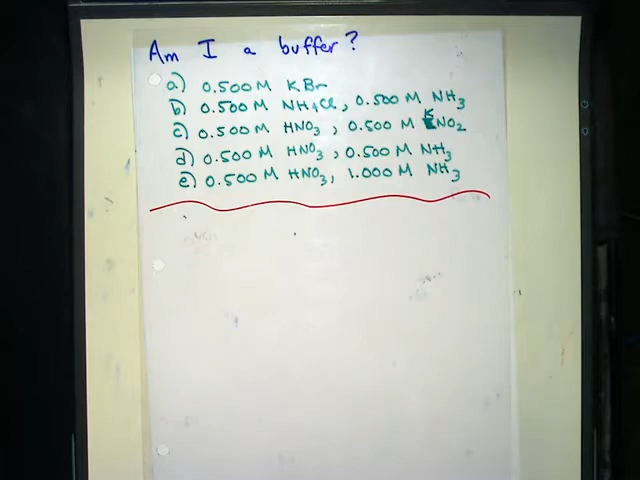 Am I a buffer?
a) 0.500 M KBr
b) 0.500 M NH4Cl, 0.500 M NH3
c) 0.500 M HNO3, 0.500 M KNO2
d) 0.500 M HNO3, 0.500 M NH3
e) 0.500 M HNO3, 1.000 M NH3